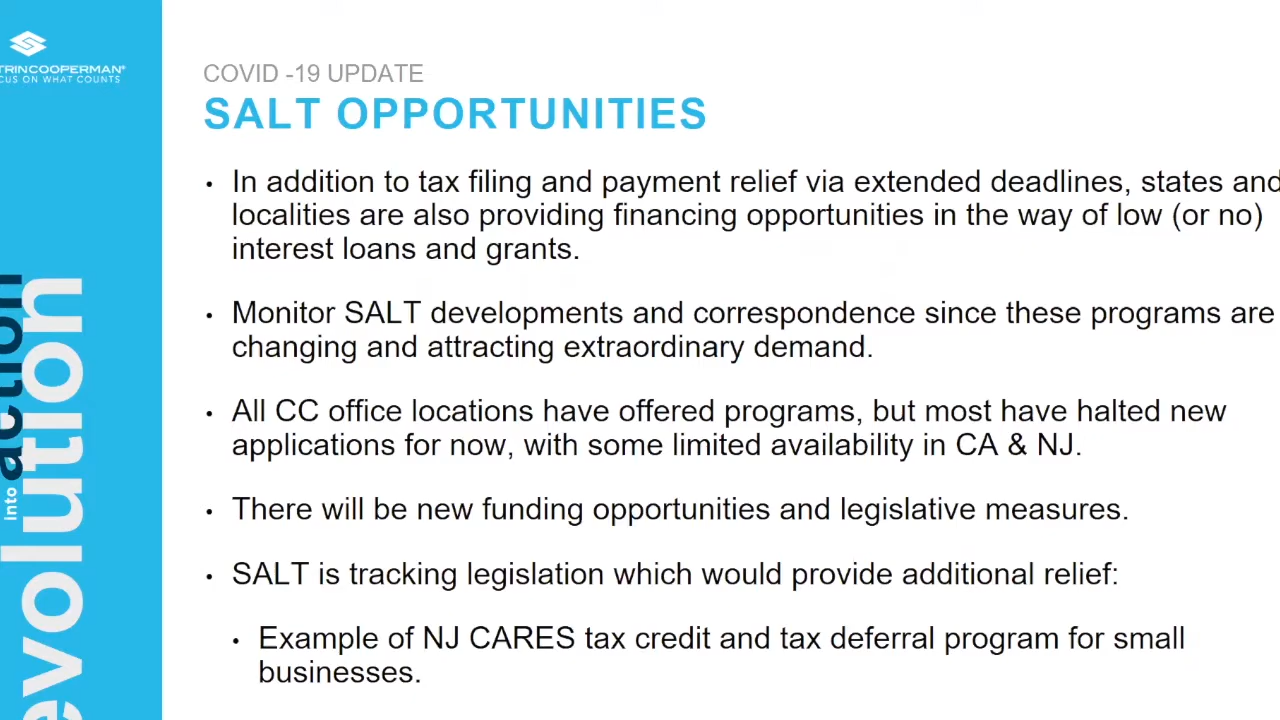 TRINCOOPERMAN®
CUS ON WHAT COUNTS
COVID -19 UPDATE
SALT OPPORTUNITIES
• In addition to tax filing and payment relief via extended deadlines, states and
localities are also providing financing opportunities in the way of low (or no)
interest loans and grants.
• Monitor SALT developments and correspondence since these programs are
changing and attracting extraordinary demand.
• All CC office locations have offered programs, but most have halted new
applications for now, with some limited availability in CA & NJ.
• There will be new funding opportunities and legislative measures.
• SALT is tracking legislation which would provide additional relief:
• Example of NJ CARES tax credit and tax deferral program for small
businesses.
into action
evolution